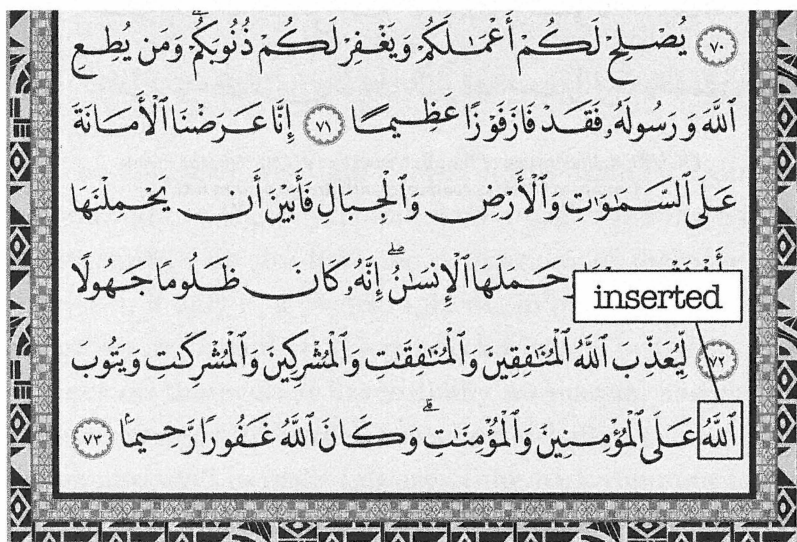 ٧٠ يُصْلِحْ لَكُمْ أَعْمَـٰلَكُمْ وَيَغْفِرْ لَكُمْ ذُنُوبَكُمْ ۗ وَمَن يُطِعِ
ٱللَّهَ وَرَسُولَهُۥ فَقَدْ فَازَ فَوْزًا عَظِيمًا ٧١ إِنَّا عَرَضْنَا ٱلْأَمَانَةَ
عَلَى ٱلسَّمَـٰوَٰتِ وَٱلْأَرْضِ وَٱلْجِبَالِ فَأَبَيْنَ أَن يَحْمِلْنَهَا
وَحَمَلَهَا ٱلْإِنسَـٰنُ ۖ إِنَّهُۥ كَانَ ظَلُومًا جَهُولًا
inserted
٧٢ لِّيُعَذِّبَ ٱللَّهُ ٱلْمُنَـٰفِقِينَ وَٱلْمُنَـٰفِقَـٰتِ وَٱلْمُشْرِكِينَ وَٱلْمُشْرِكَـٰتِ وَيَتُوبَ
ٱللَّهُ عَلَى ٱلْمُؤْمِنِينَ وَٱلْمُؤْمِنَـٰتِ ۗ وَكَانَ ٱللَّهُ غَفُورًا رَّحِيمًۢا ٧٣